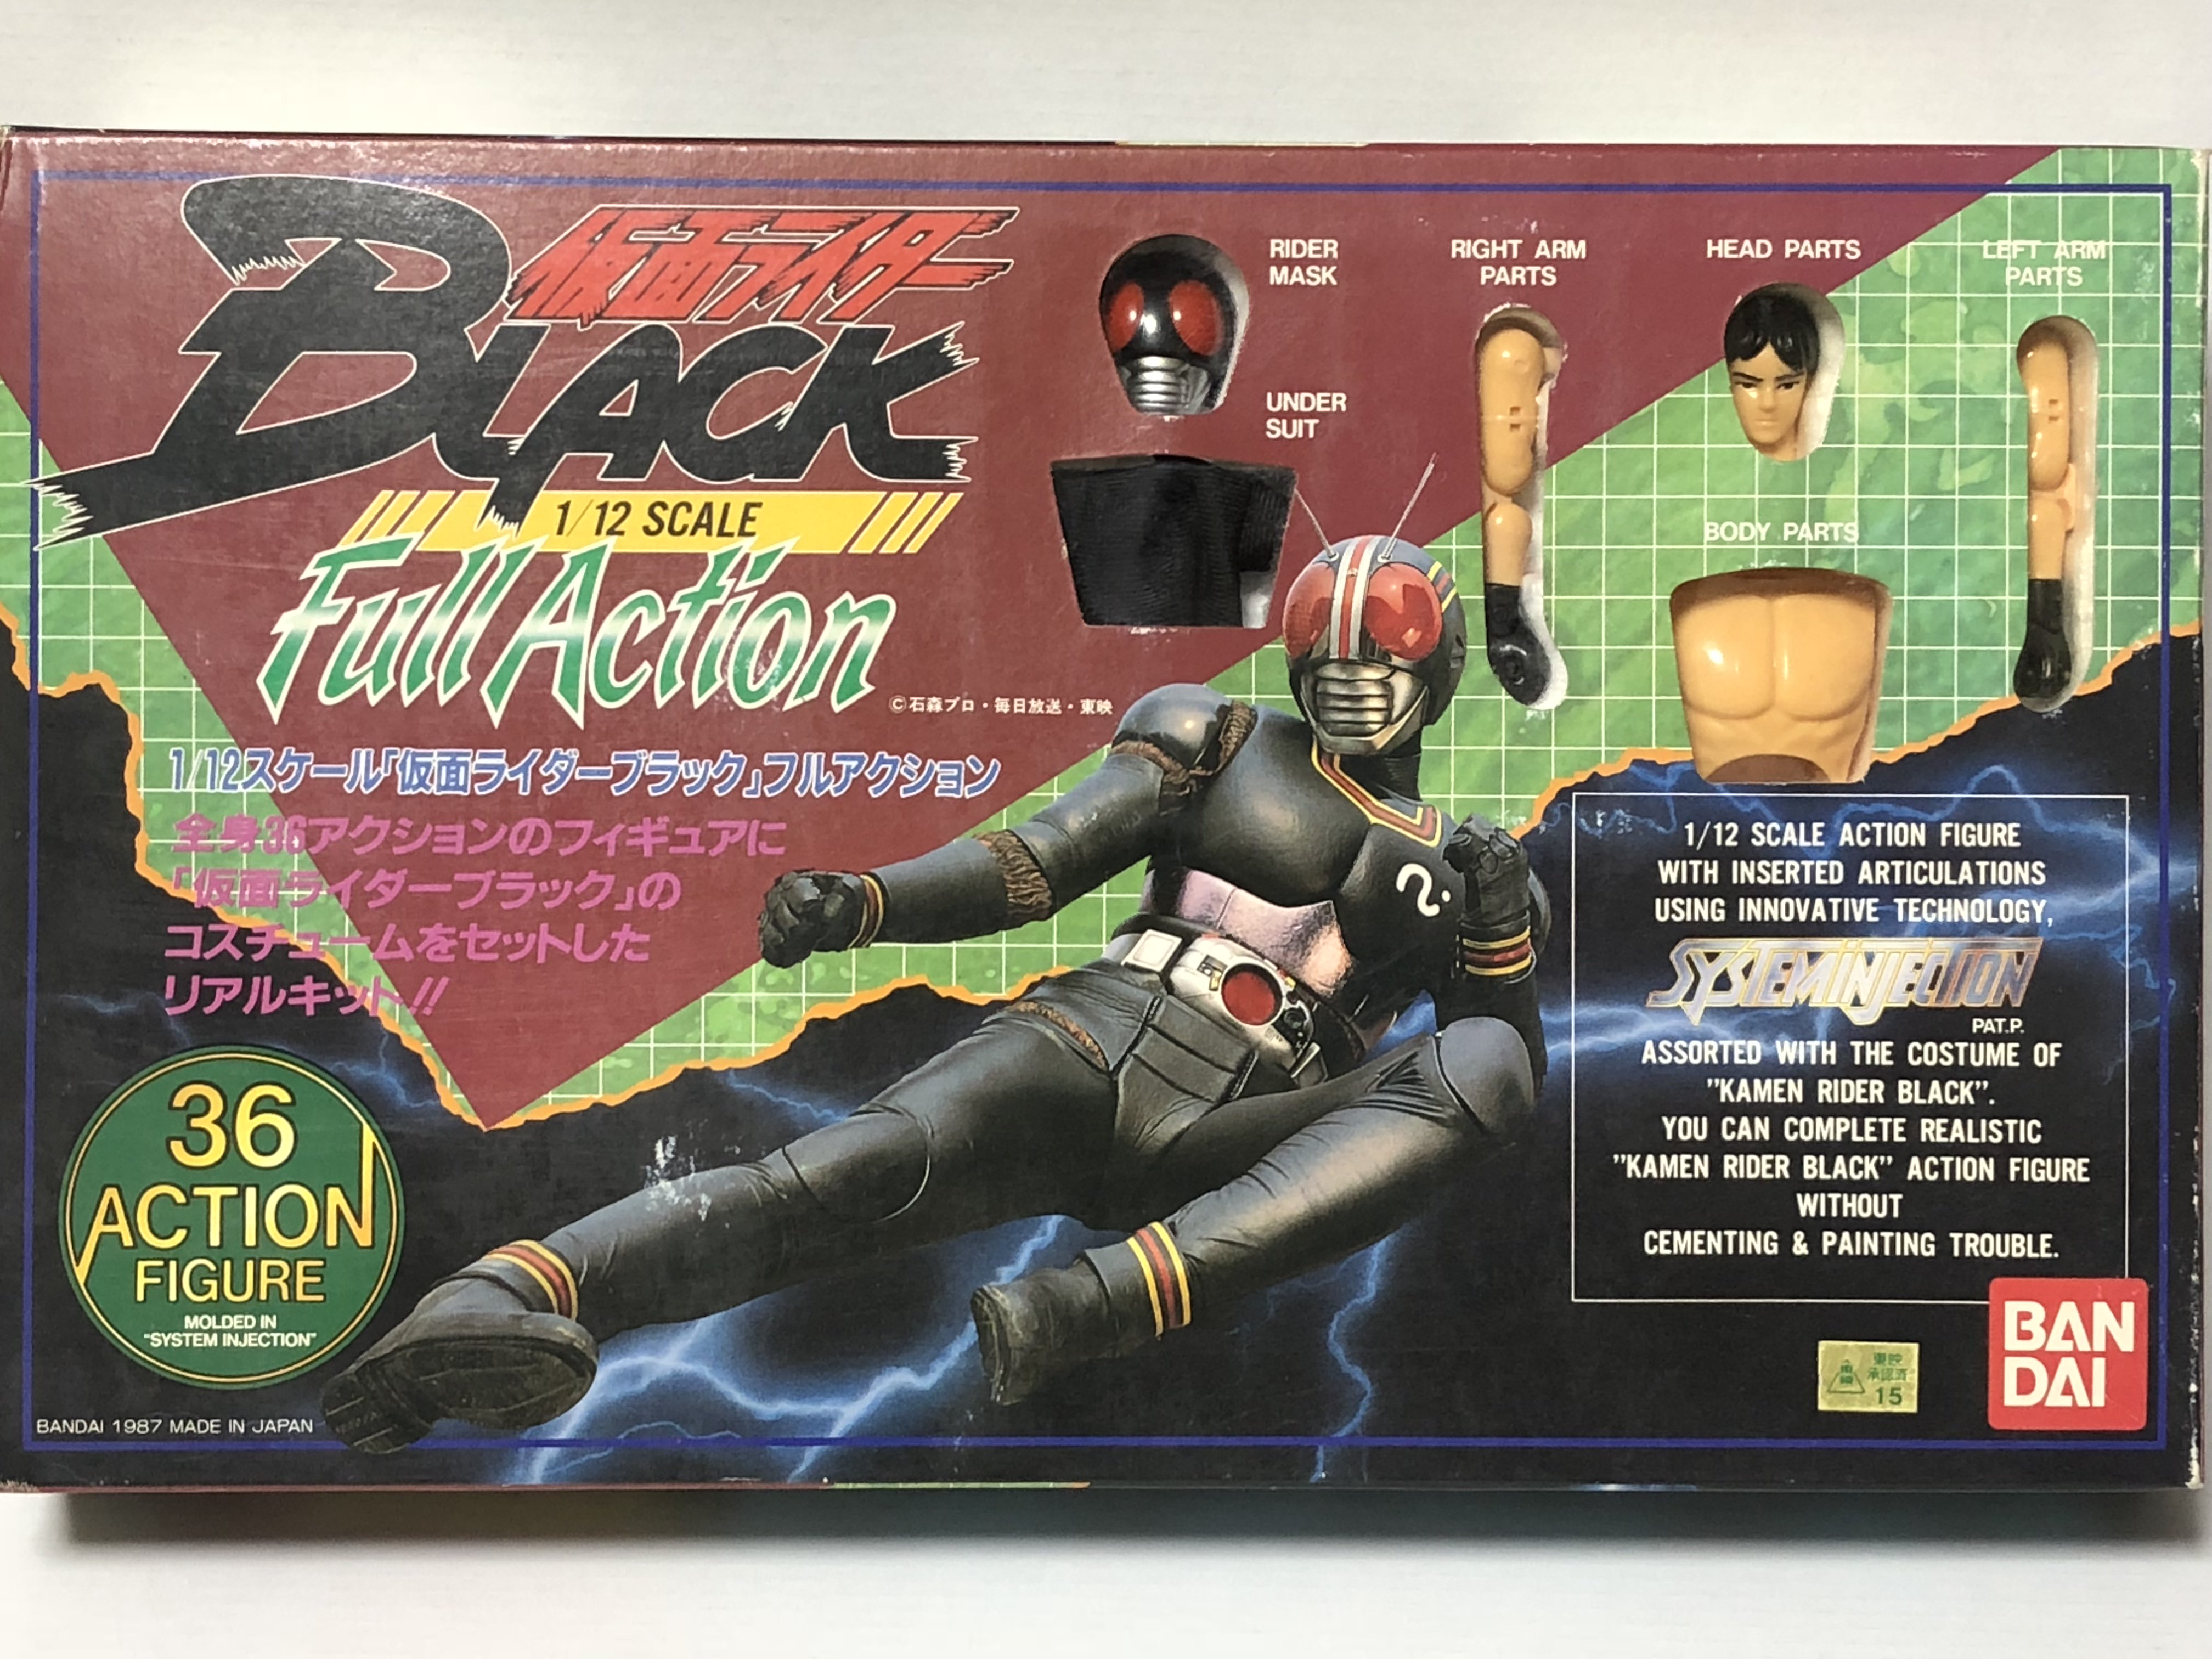 仮面ライダー
BLACK
1/12 SCALE
Full Action
©石森プロ・毎日放送・東映
1/12スケール「仮面ライダーブラック」フルアクション
全身36アクションのフィギュアに
「仮面ライダーブラック」の
コスチュームをセットした
リアルキット!!
36
ACTION
FIGURE
MOLDED IN
"SYSTEM INJECTION"
BANDAI 1987 MADE IN JAPAN
RIDER
MASK
UNDER
SUIT
RIGHT ARM
PARTS
HEAD PARTS
LEFT ARM
PARTS
BODY PARTS
1/12 SCALE ACTION FIGURE
WITH INSERTED ARTICULATIONS
USING INNOVATIVE TECHNOLOGY,
SYSTEMINJECTION
PAT.P.
ASSORTED WITH THE COSTUME OF
"KAMEN RIDER BLACK".
YOU CAN COMPLETE REALISTIC
"KAMEN RIDER BLACK" ACTION FIGURE
WITHOUT
CEMENTING & PAINTING TROUBLE.
東映
承認済
15
BAN
DAI